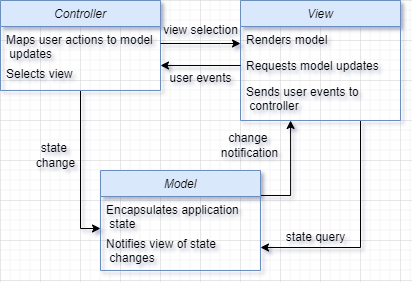 Controller
Maps user actions to model
updates
Selects view
view selection
user events
View
Renders model
Requests model updates
Sends user events to
controller
state
change
change
notification
Model
Encapsulates application
state
Notifies view of state
changes
state query